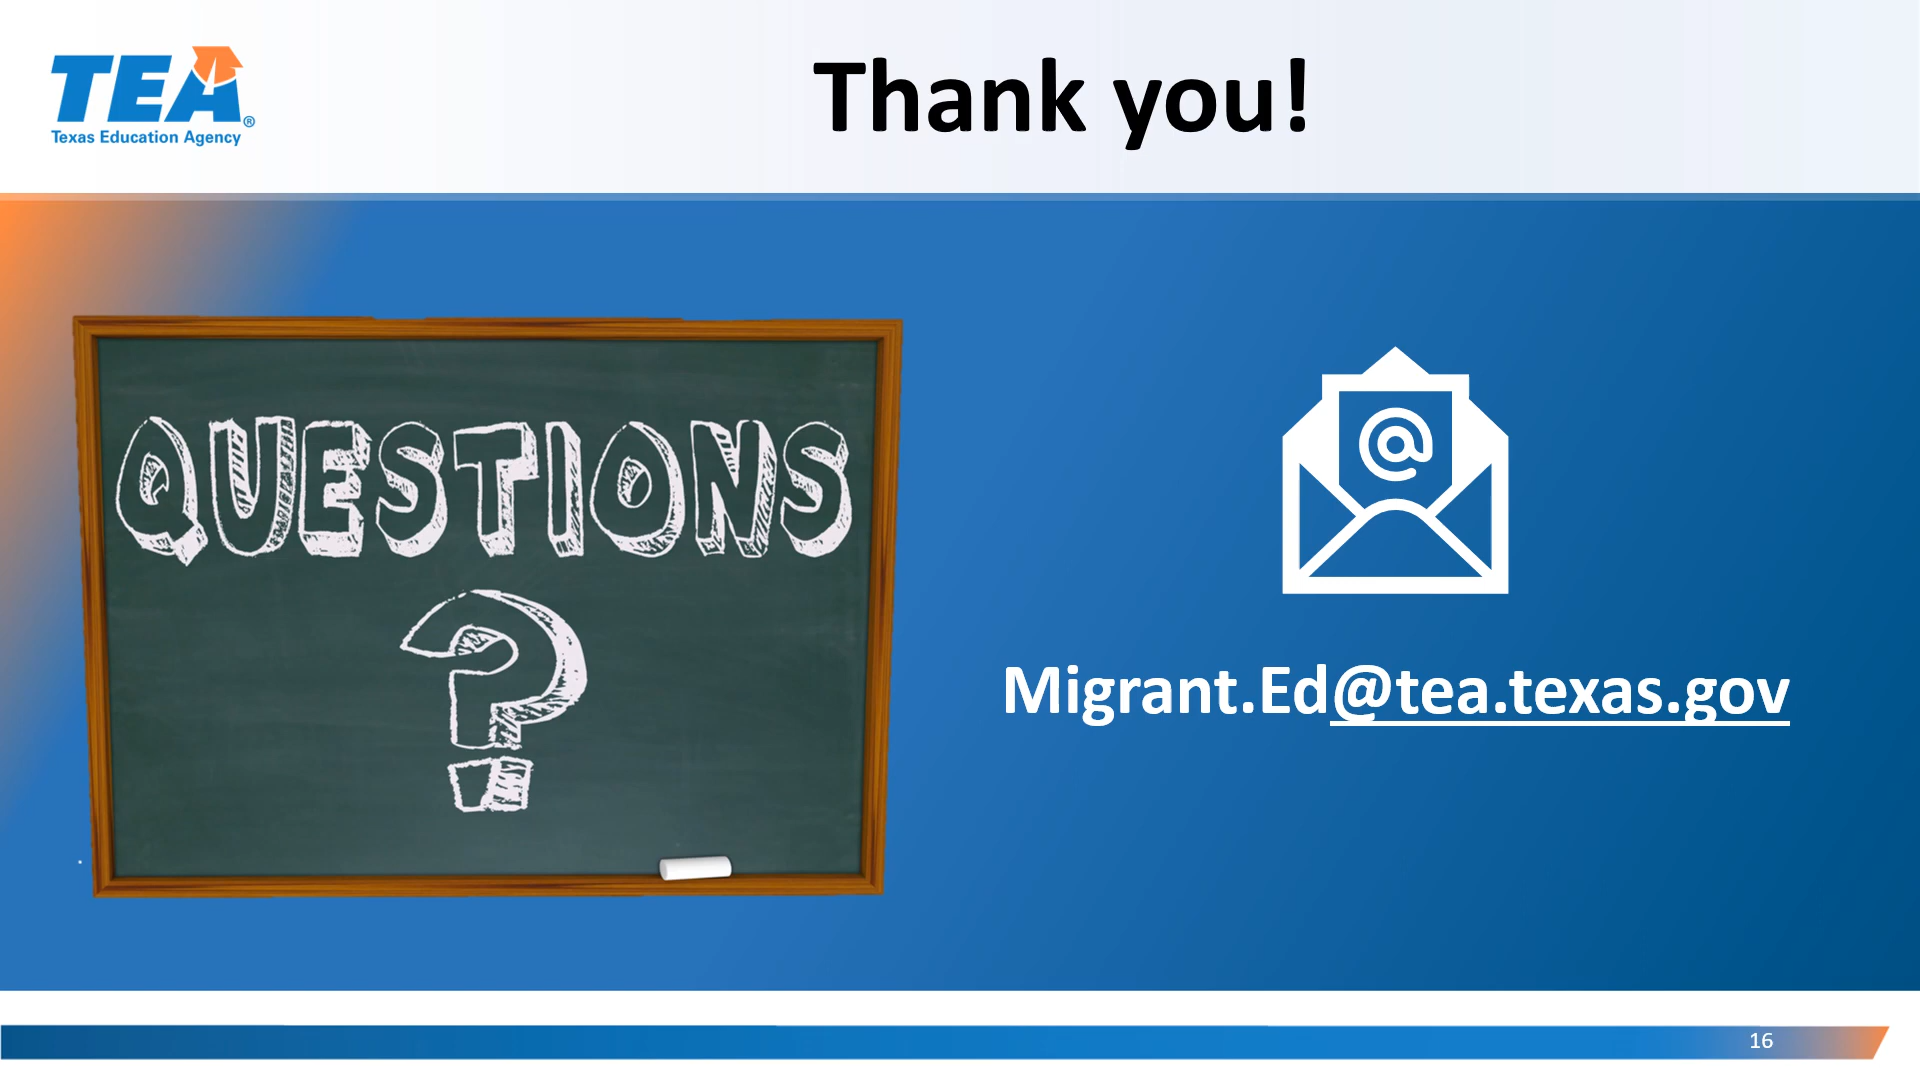 TEA®
Texas Education Agency
Thank you!
QUESTIONS
?
@
Migrant.Ed@tea.texas.gov
16